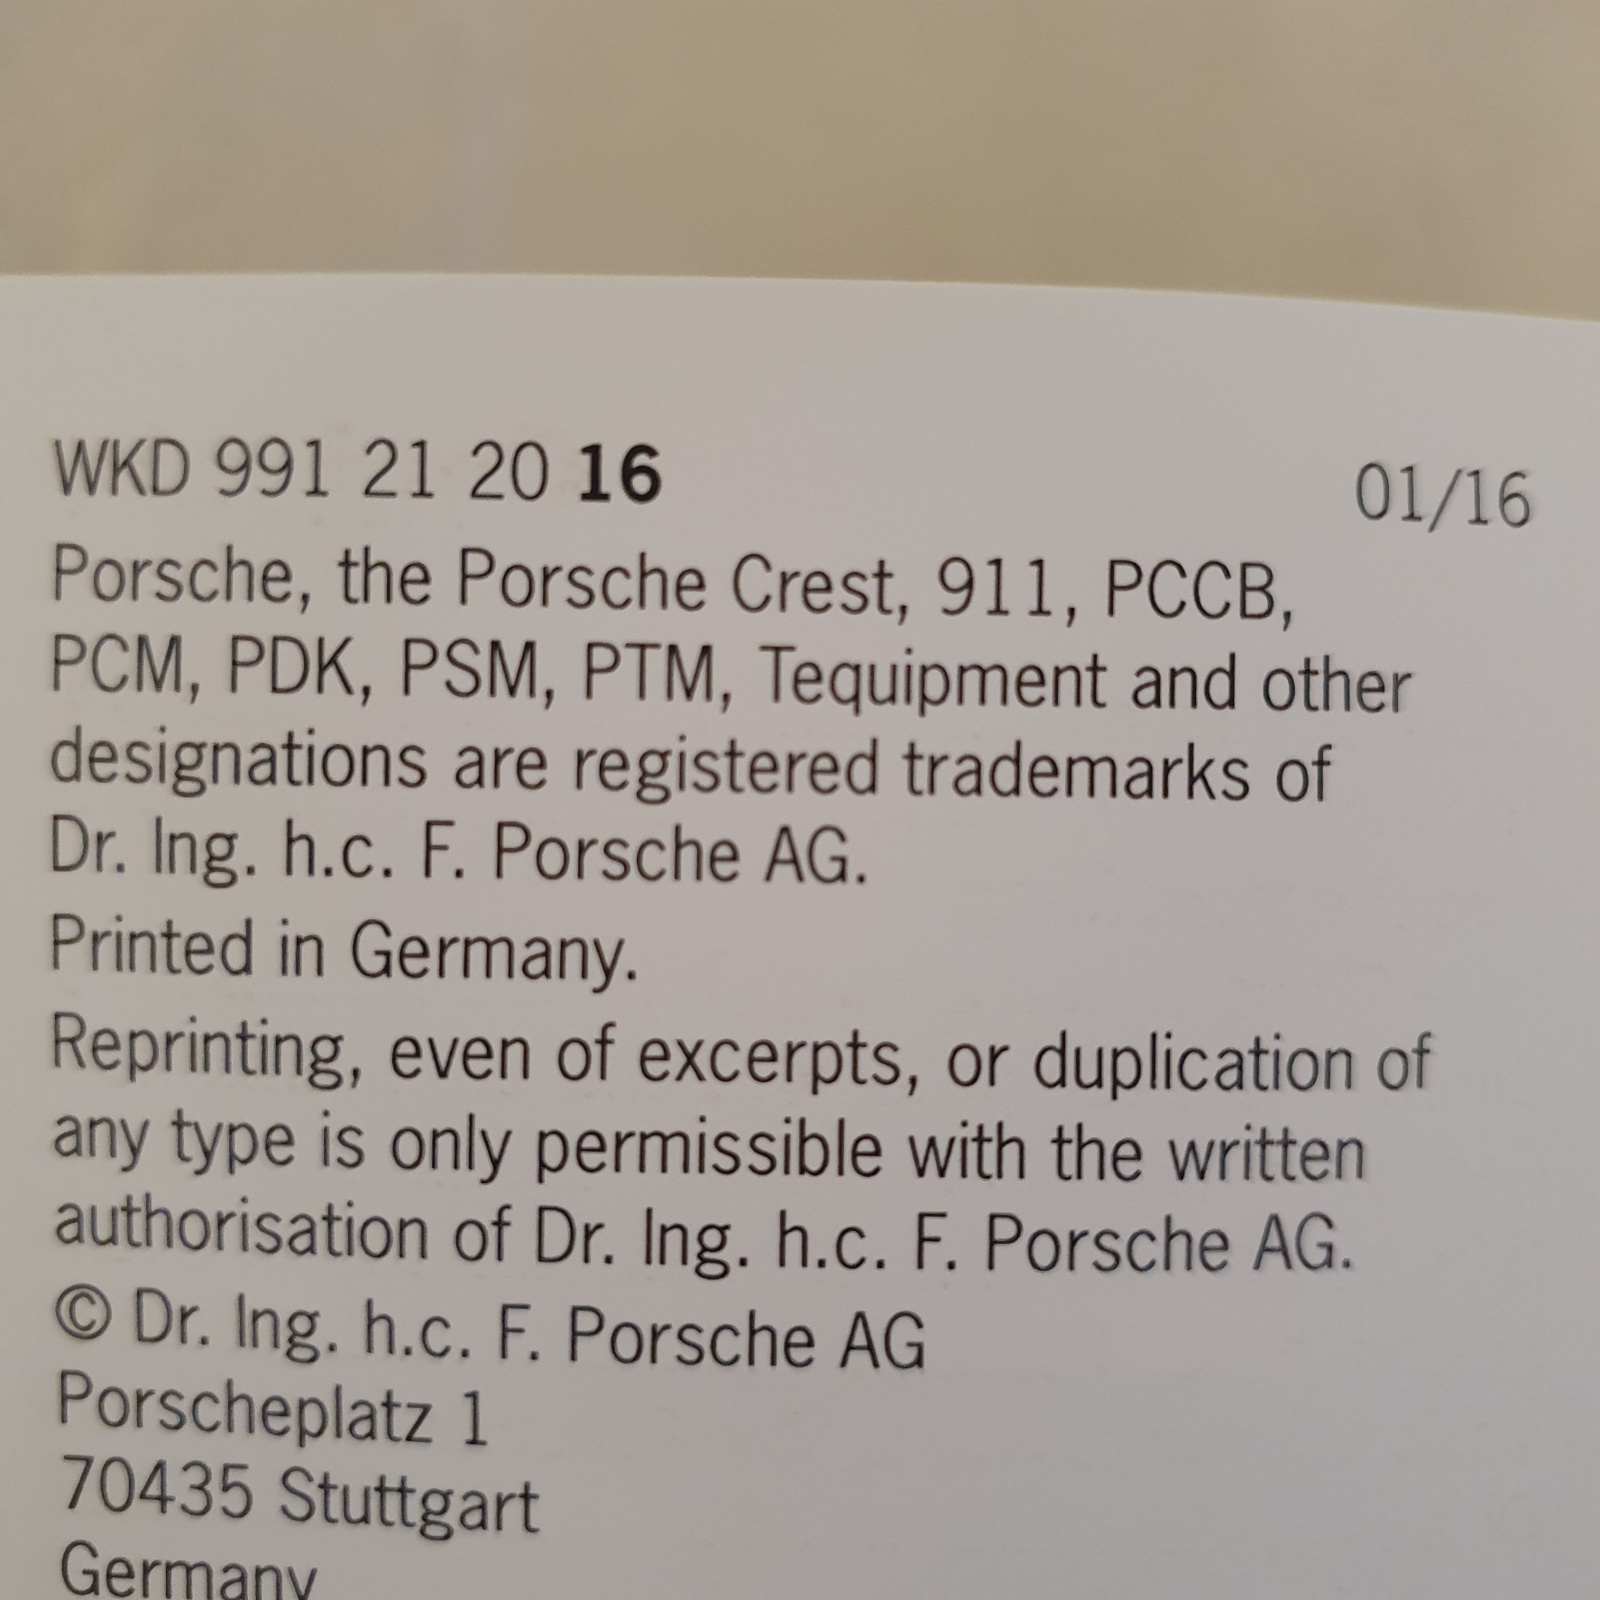 WKD 991 21 20 16 01/16
Porsche, the Porsche Crest, 911, PCCB,
PCM, PDK, PSM, PTM, Tequipment and other
designations are registered trademarks of
Dr. Ing. h.c. F. Porsche AG.
Printed in Germany.
Reprinting, even of excerpts, or duplication of
any type is only permissible with the written
authorisation of Dr. Ing. h.c. F. Porsche AG.
© Dr. Ing. h.c. F. Porsche AG
Porscheplatz 1
70435 Stuttgart
Germany